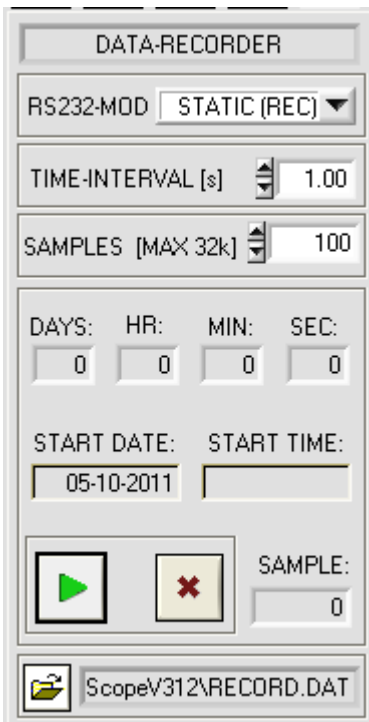 DATA-RECORDER
RS232-MOD STATIC (REC)
TIME-INTERVAL [s] 1.00
SAMPLES [MAX 32k] 100
DAYS: HR: MIN: SEC:
0 0 0 0
START DATE: START TIME:
05-10-2011
SAMPLE:
0
ScopeV312\RECORD.DAT